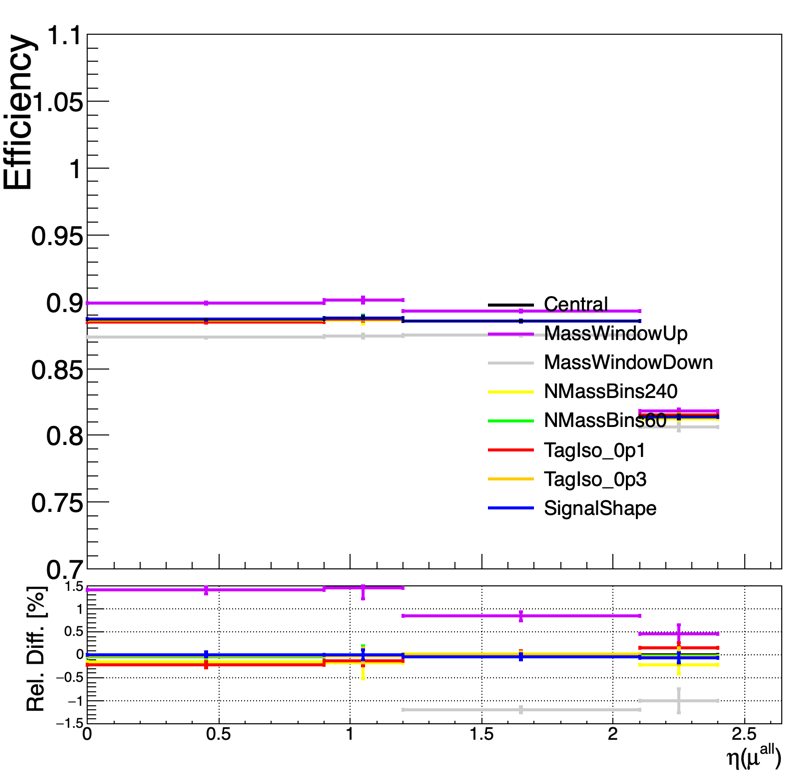 Efficiency
1.1
1.05
1
0.95
0.9
0.85
0.8
0.75
0.7
Central
MassWindowUp
MassWindowDown
NMassBins240
NMassBins60
TagIso_0p1
TagIso_0p3
SignalShape
Rel. Diff. [%]
1.5
1
0.5
0
−0.5
−1
−1.5
0 0.5 1 1.5 2 2.5
η(μ^all)